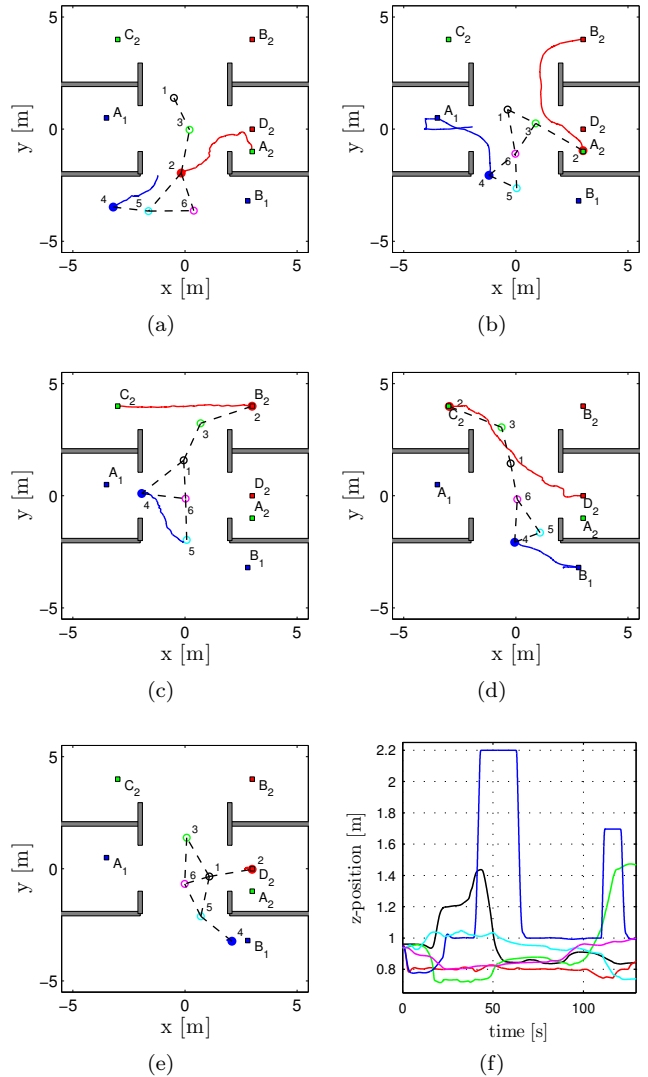 5
C₂
B₂
1
3
y [m]
0
A₁
D₂
A₂
2
4
5
6
B₁
−5
−5
0
5
x [m]
(a)
5
C₂
B₂
1
3
y [m]
0
A₁
A₂
2
6
4
5
B₁
−5
−5
0
5
x [m]
(b)
5
C₂
B₂
2
3
1
y [m]
0
A₁
D₂
A₂
4
6
5
B₁
−5
−5
0
5
x [m]
(c)
5
2
C₂
B₂
3
1
y [m]
0
A₁
D₂
A₂
6
5
4
B₁
−5
−5
0
5
x [m]
(d)
5
C₂
B₂
3
1
2
y [m]
0
A₁
D₂
A₂
6
5
4
B₁
−5
−5
0
5
x [m]
(e)
2.2
2
1.8
1.6
1.4
1.2
1
0.8
z-position [m]
0
50
100
time [s]
(f)